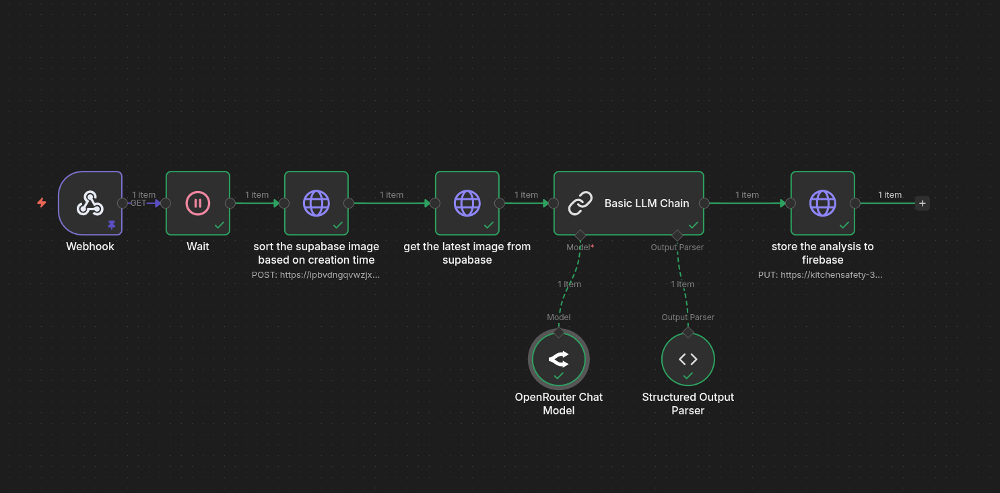 1 item
GET
1 item
1 item
1 item
Basic LLM Chain
1 item
1 item
Webhook
Wait
sort the supabase image
based on creation time
POST: https://lpbvdngqvwzjx...
get the latest image from
supabase
Model*
Output Parser
store the analysis to
firebase
PUT: https://kitchensafety-3...
1 item
1 item
Model
Output Parser
OpenRouter Chat
Model
Structured Output
Parser